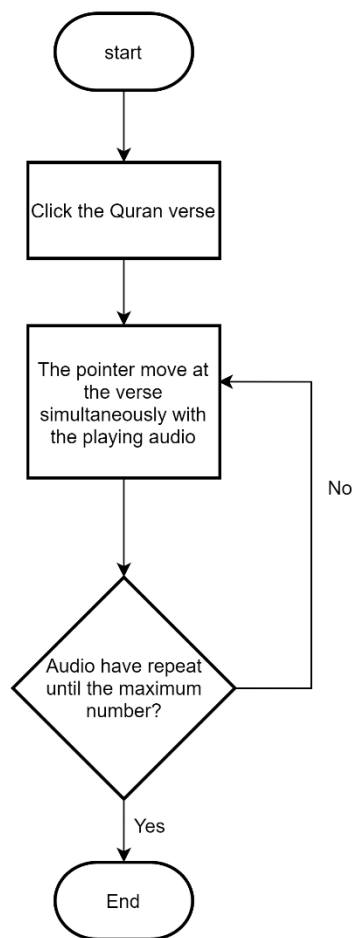 start
Click the Quran verse
The pointer move at
the verse
simultaneously with
the playing audio
No
Audio have repeat
until the maximum
number?
Yes
End